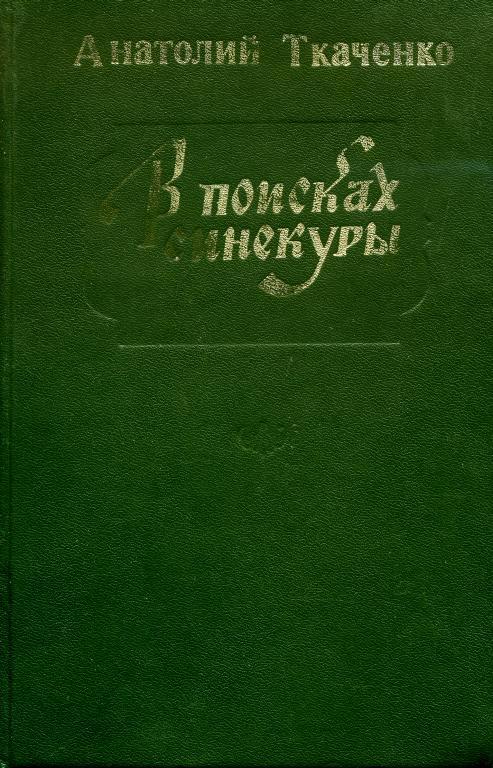 Анатолий Ткаченко
В поисках
синекуры